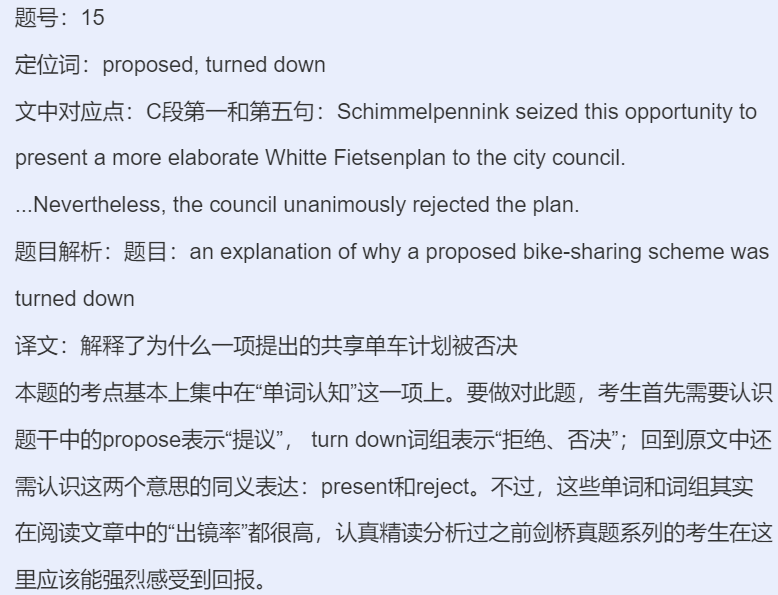 题号：15
定位词：proposed, turned down
文中对应点：C段第一和第五句：Schimmelpennink seized this opportunity to
present a more elaborate Whitte Fietsenplan to the city council.
...Nevertheless, the council unanimously rejected the plan.
题目解析：题目：an explanation of why a proposed bike-sharing scheme was
turned down
译文：解释了为什么一项提出的共享单车计划被否决
本题的考点基本上集中在“单词认知”这一项上。要做对此题，考生首先需要认识
题干中的propose表示“提议”， turn down词组表示“拒绝、否决”；回到原文中还
需认识这两个意思的同义表达：present和reject。不过，这些单词和词组其实
在阅读文章中的“出镜率”都很高，认真精读分析过之前剑桥真题系列的考生在这
里应该能强烈感受到回报。